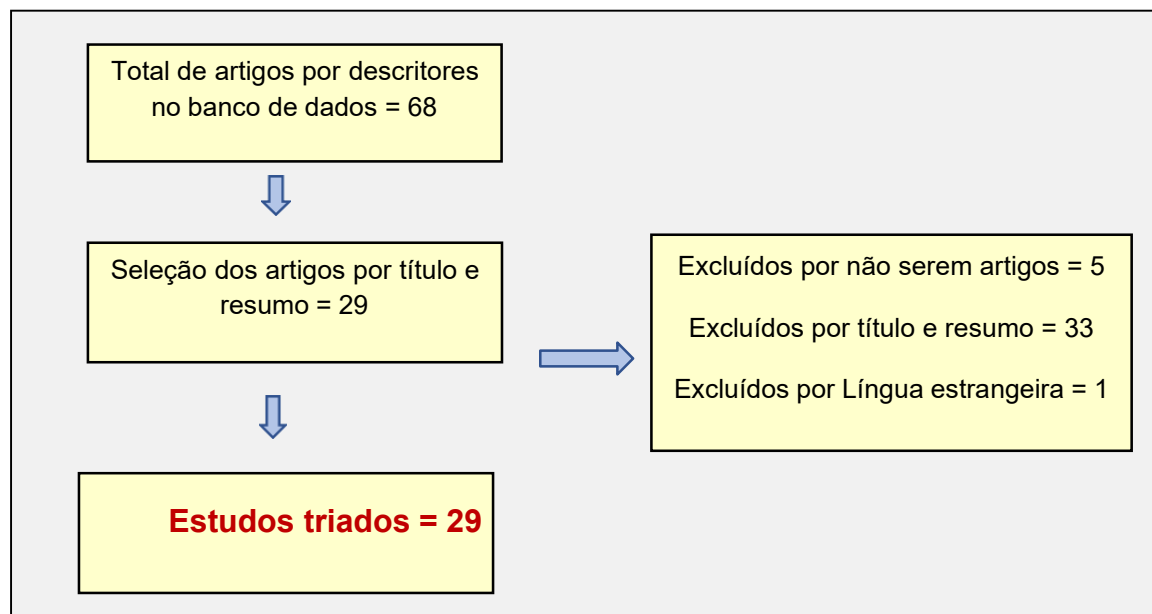 Total de artigos por descritores
no banco de dados = 68
Seleção dos artigos por título e
resumo = 29
Excluídos por não serem artigos = 5
Excluídos por título e resumo = 33
Excluídos por Língua estrangeira = 1
Estudos triados = 29